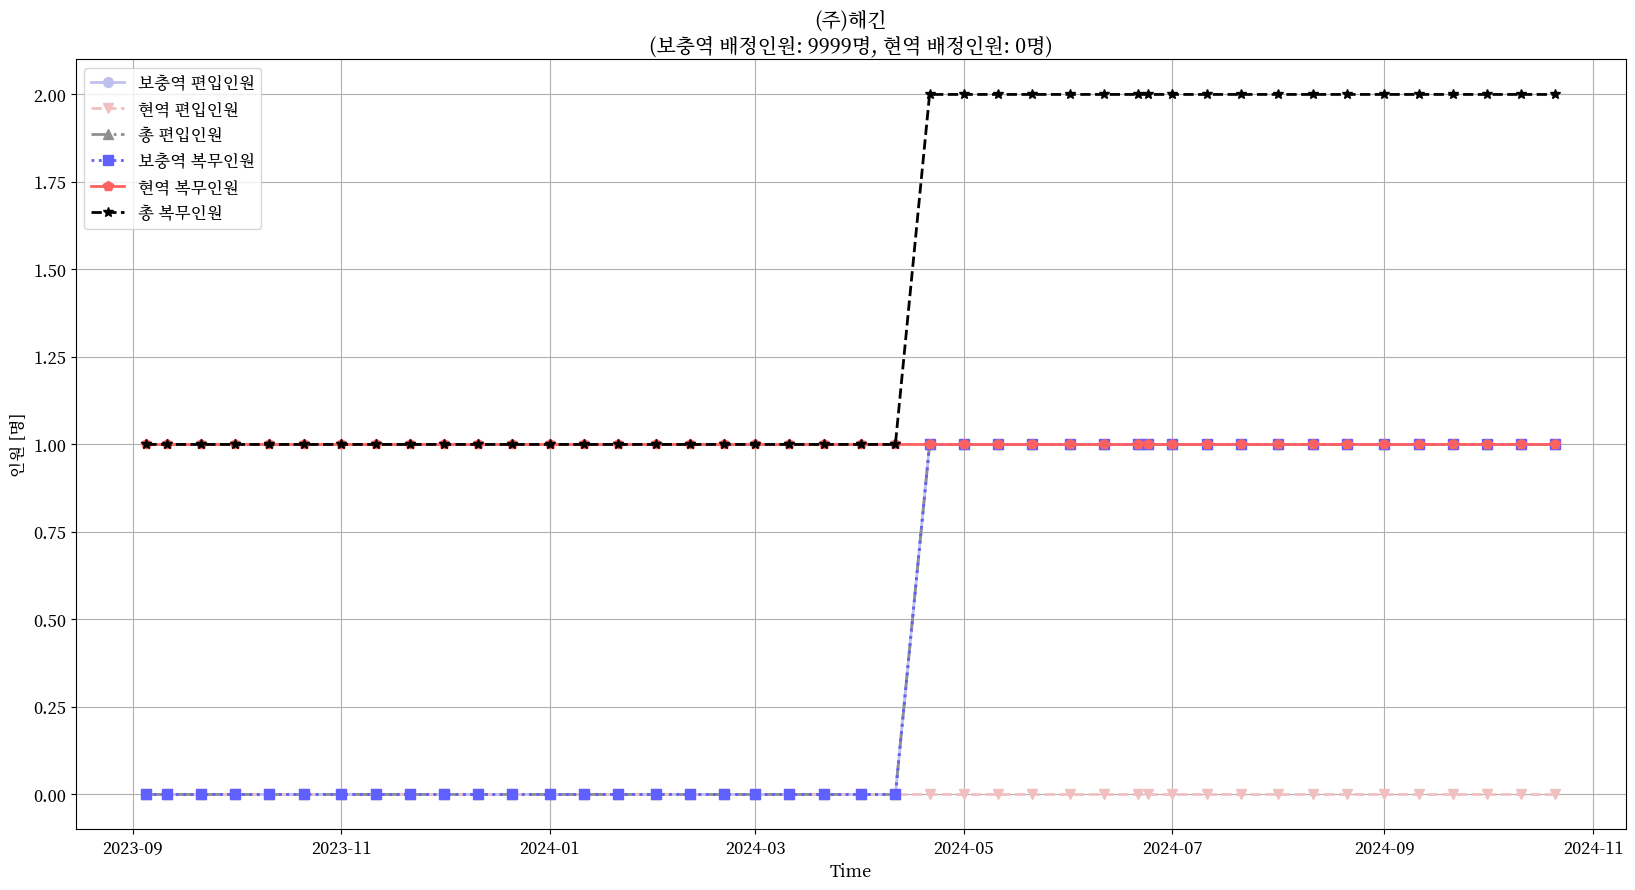 (주)해긴
(보충역 배정인원: 9999명, 현역 배정인원: 0명)
보충역 편입인원
현역 편입인원
총 편입인원
보충역 복무인원
현역 복무인원
총 복무인원
인원 [명]
2.00
1.75
1.50
1.25
1.00
0.75
0.50
0.25
0.00
2023-09
2023-11
2024-01
2024-03
2024-05
2024-07
2024-09
2024-11
Time